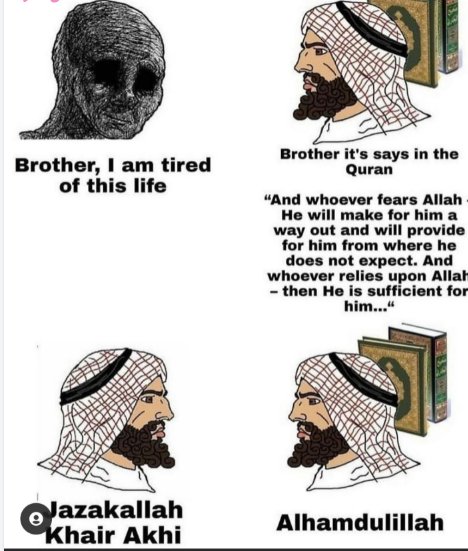 Brother, I am tired
of this life
Brother it's says in the
Quran
“And whoever fears Allah -
He will make for him a
way out and will provide
for him from where he
does not expect. And
whoever relies upon Allah
– then He is sufficient for
him...“
Jazakallah
Khair Akhi
Alhamdulillah